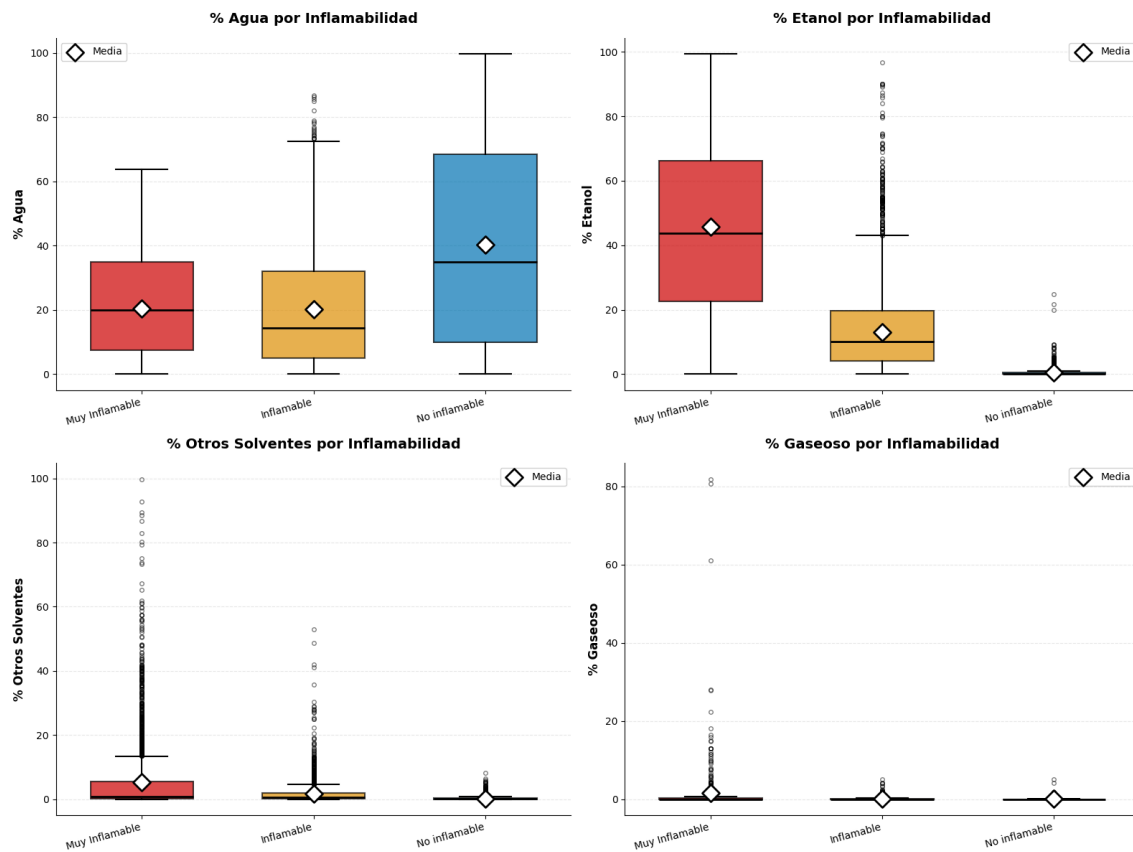 % Agua por Inflamabilidad
Media
% Agua
100
80
60
40
20
0
Muy Inflamable
Inflamable
No inflamable
% Etanol por Inflamabilidad
Media
% Etanol
100
80
60
40
20
0
Muy Inflamable
Inflamable
No inflamable
% Otros Solventes por Inflamabilidad
Media
% Otros Solventes
100
80
60
40
20
0
Muy Inflamable
Inflamable
No inflamable
% Gaseoso por Inflamabilidad
Media
% Gaseoso
80
60
40
20
0
Muy Inflamable
Inflamable
No inflamable